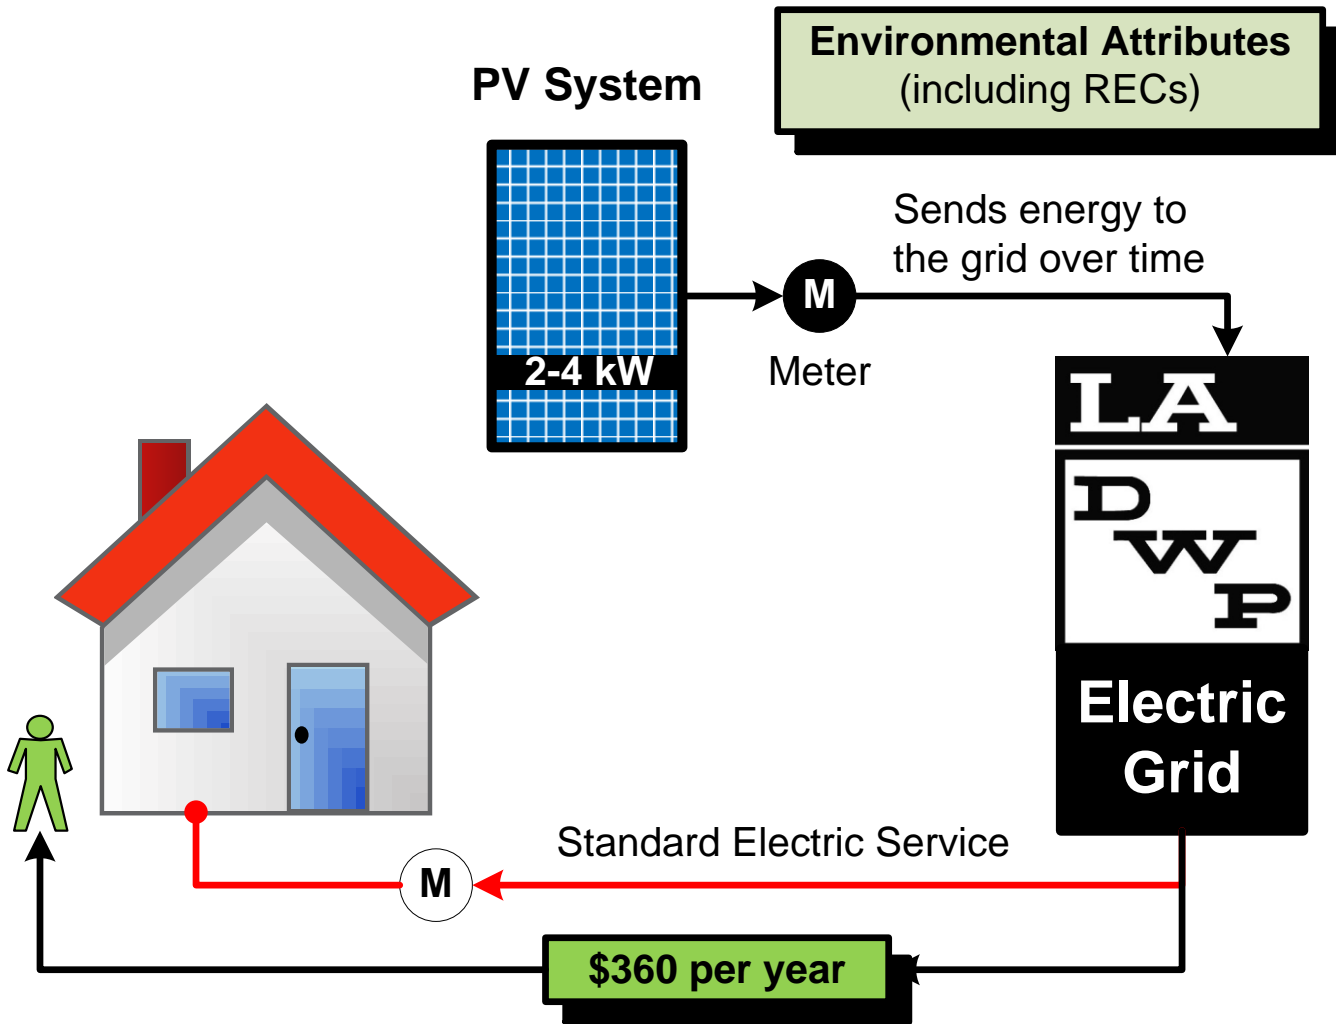 Environmental Attributes
(including RECs)
PV System
Sends energy to
the grid over time
M
Meter
2-4 kW
LA
D
W
P
Electric
Grid
Standard Electric Service
M
$360 per year